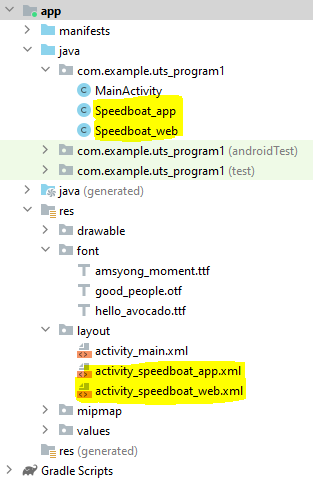 app
manifests
java
com.example.uts_program1
MainActivity
Speedboat_app
Speedboat_web
com.example.uts_program1 (androidTest)
com.example.uts_program1 (test)
java (generated)
res
drawable
font
amsyong_moment.ttf
good_people.otf
hello_avocado.ttf
layout
activity_main.xml
activity_speedboat_app.xml
activity_speedboat_web.xml
mipmap
values
res (generated)
Gradle Scripts